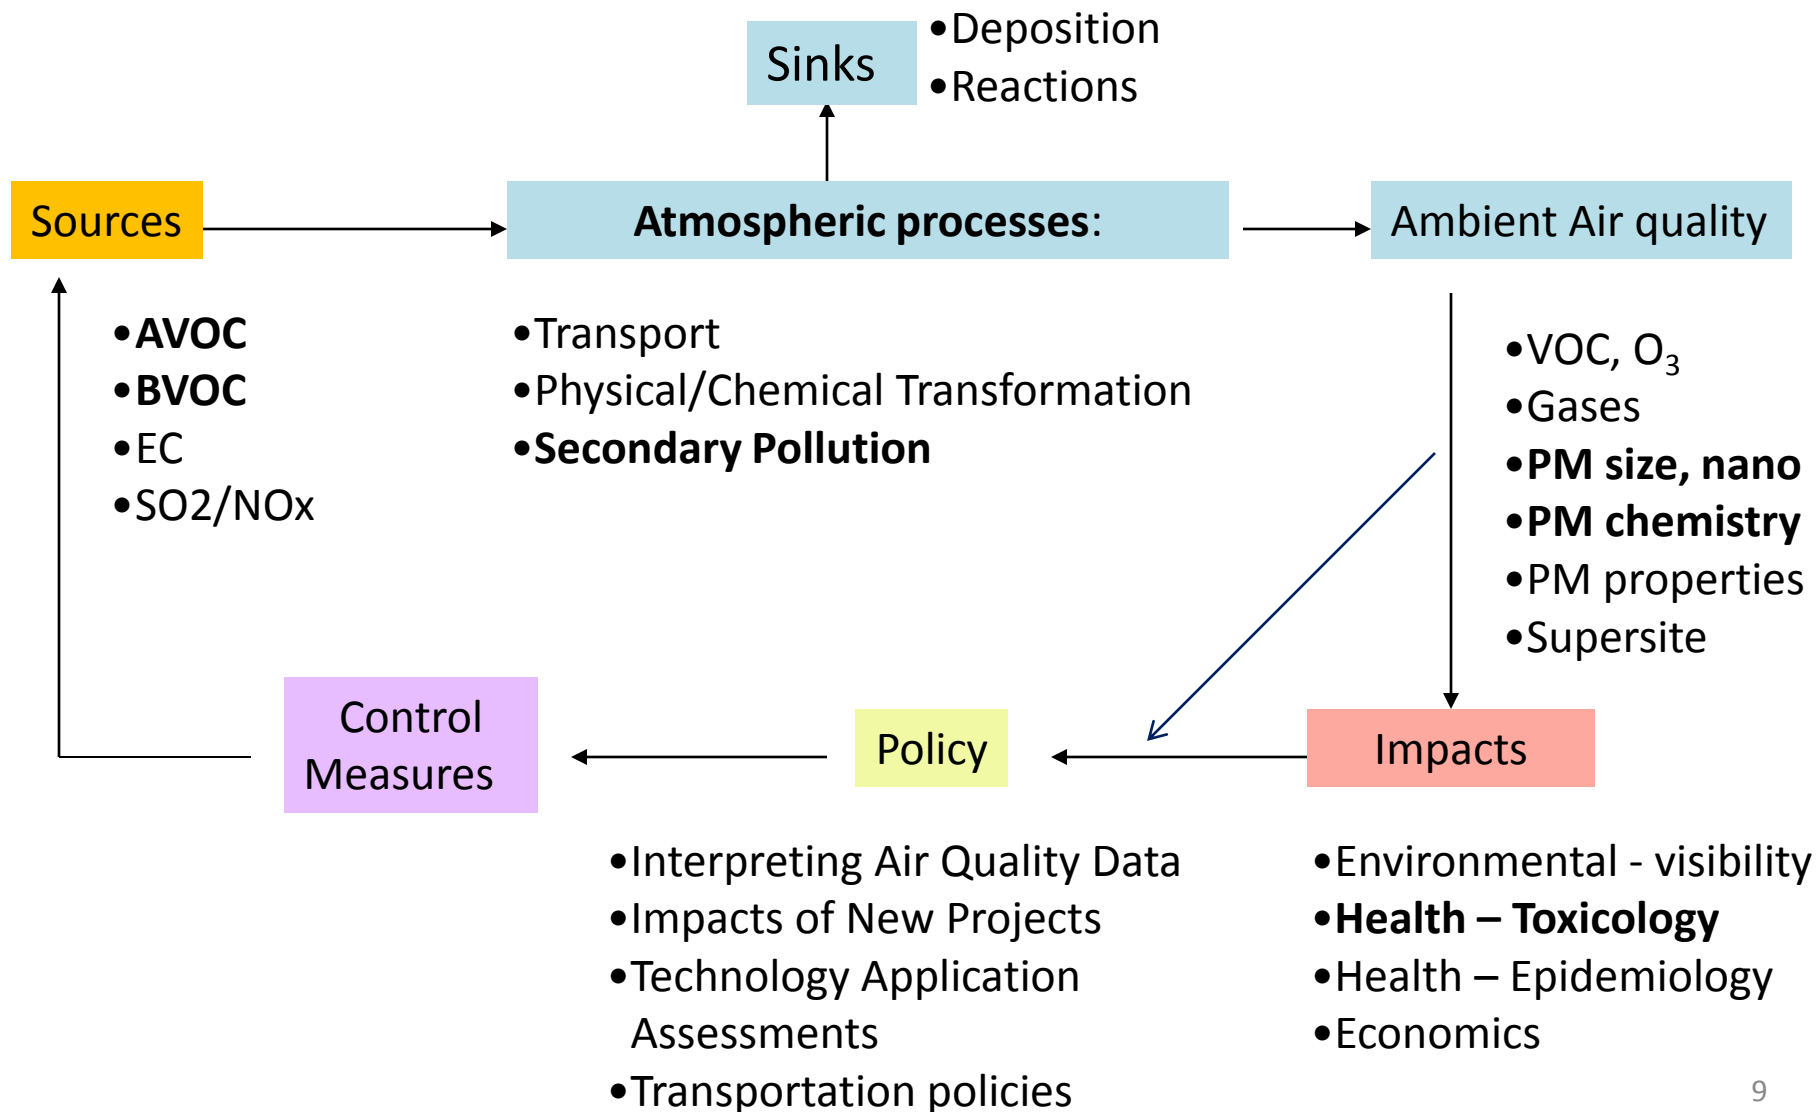 Sinks
•Deposition
•Reactions
Sources
Atmospheric processes:
Ambient Air quality
•AVOC
•BVOC
•EC
•SO2/NOx
•Transport
•Physical/Chemical Transformation
•Secondary Pollution
•VOC, O₃
•Gases
•PM size, nano
•PM chemistry
•PM properties
•Supersite
Control
Measures
Policy
Impacts
•Interpreting Air Quality Data
•Impacts of New Projects
•Technology Application
Assessments
•Transportation policies
•Environmental - visibility
•Health – Toxicology
•Health – Epidemiology
•Economics
9